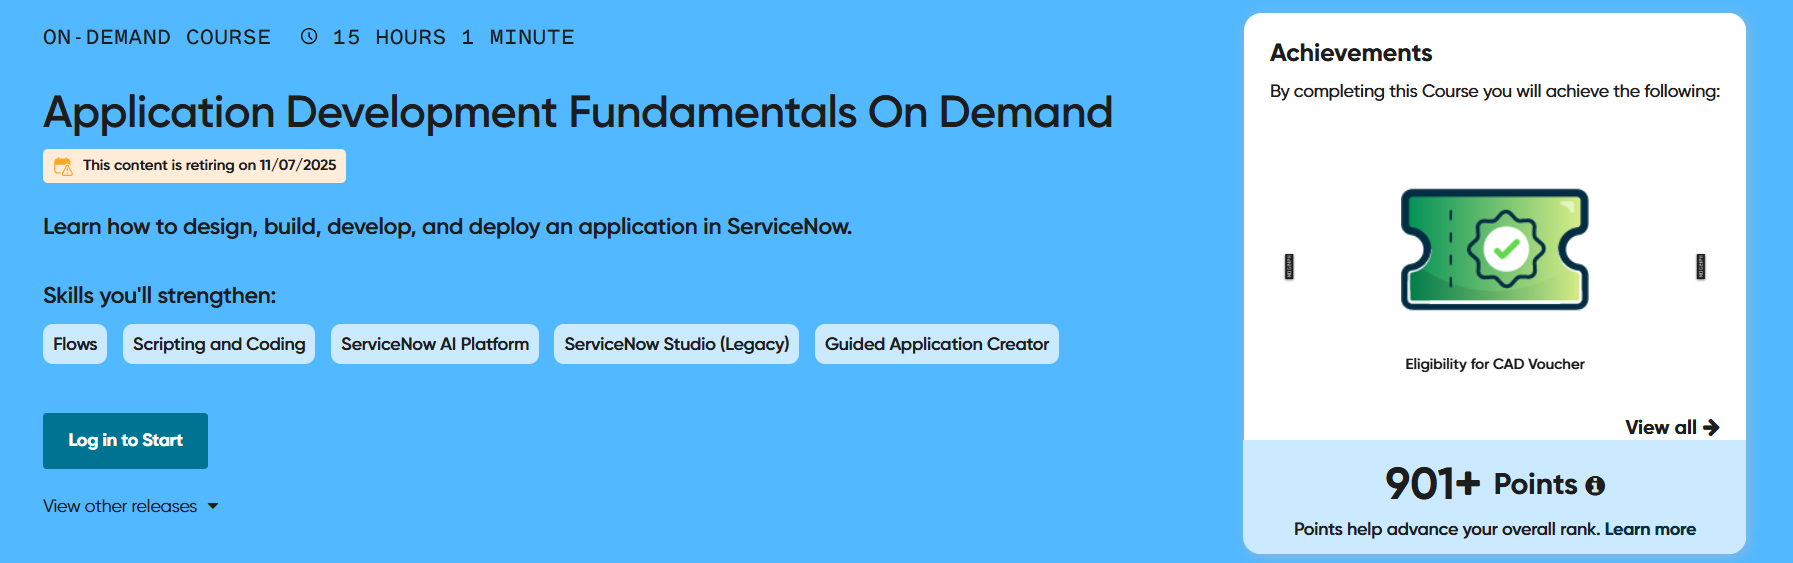 ON-DEMAND COURSE 15 HOURS 1 MINUTE
Application Development Fundamentals On Demand
This content is retiring on 11/07/2025
Learn how to design, build, develop, and deploy an application in ServiceNow.
Skills you'll strengthen:
Flows
Scripting and Coding
ServiceNow AI Platform
ServiceNow Studio (Legacy)
Guided Application Creator
Log in to Start
View other releases
Achievements
By completing this Course you will achieve the following:
Eligibility for CAD Voucher
View all
901+ Points
Points help advance your overall rank. Learn more